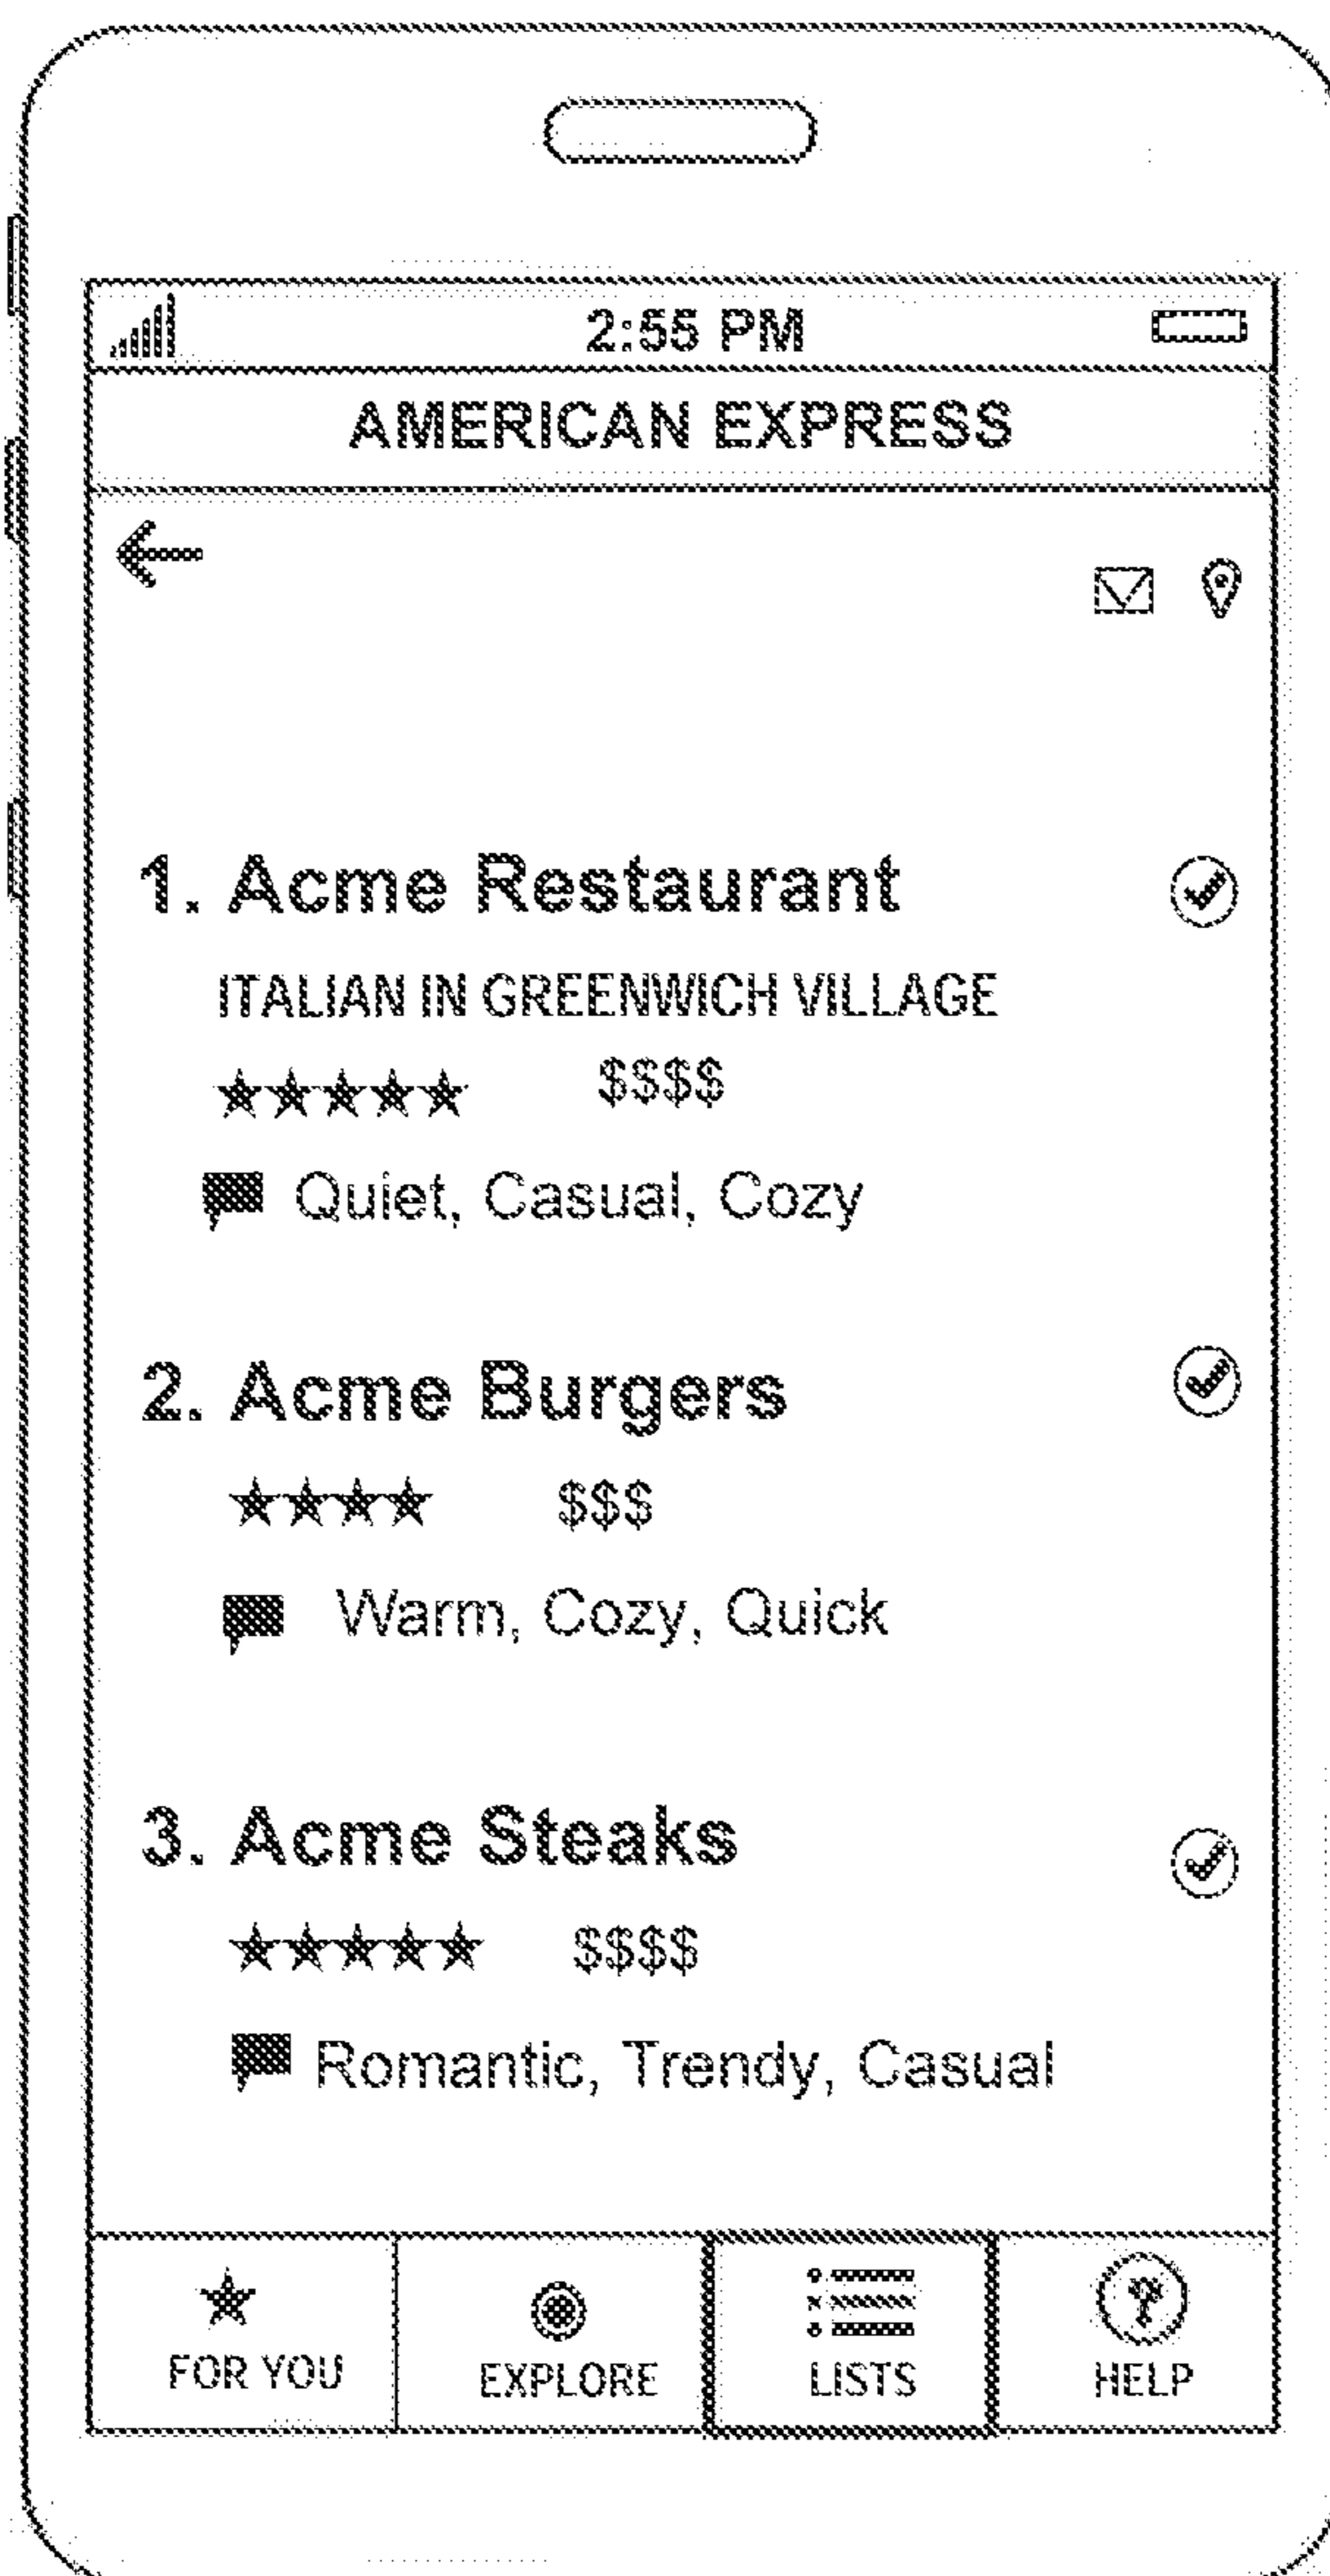 2:55 PM
AMERICAN EXPRESS
1. Acme Restaurant
ITALIAN IN GREENWICH VILLAGE
★★★★★ $$$$
Quiet, Casual, Cozy
2. Acme Burgers
★★★★ $$$
Warm, Cozy, Quick
3. Acme Steaks
★★★★★ $$$$
Romantic, Trendy, Casual
FOR YOU
EXPLORE
LISTS
?
HELP